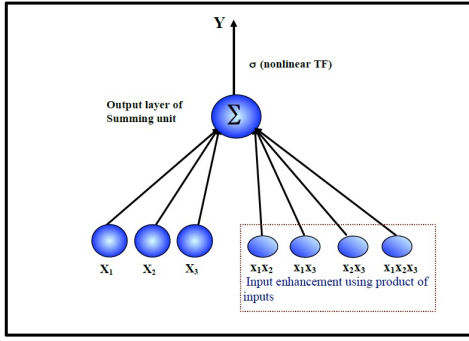 Y
σ (nonlinear TF)
Output layer of
Summing unit
Σ
X₁ X₂ X₃ x₁x₂ x₁x₃ x₂x₃ x₁x₂x₃
Input enhancement using product of
inputs